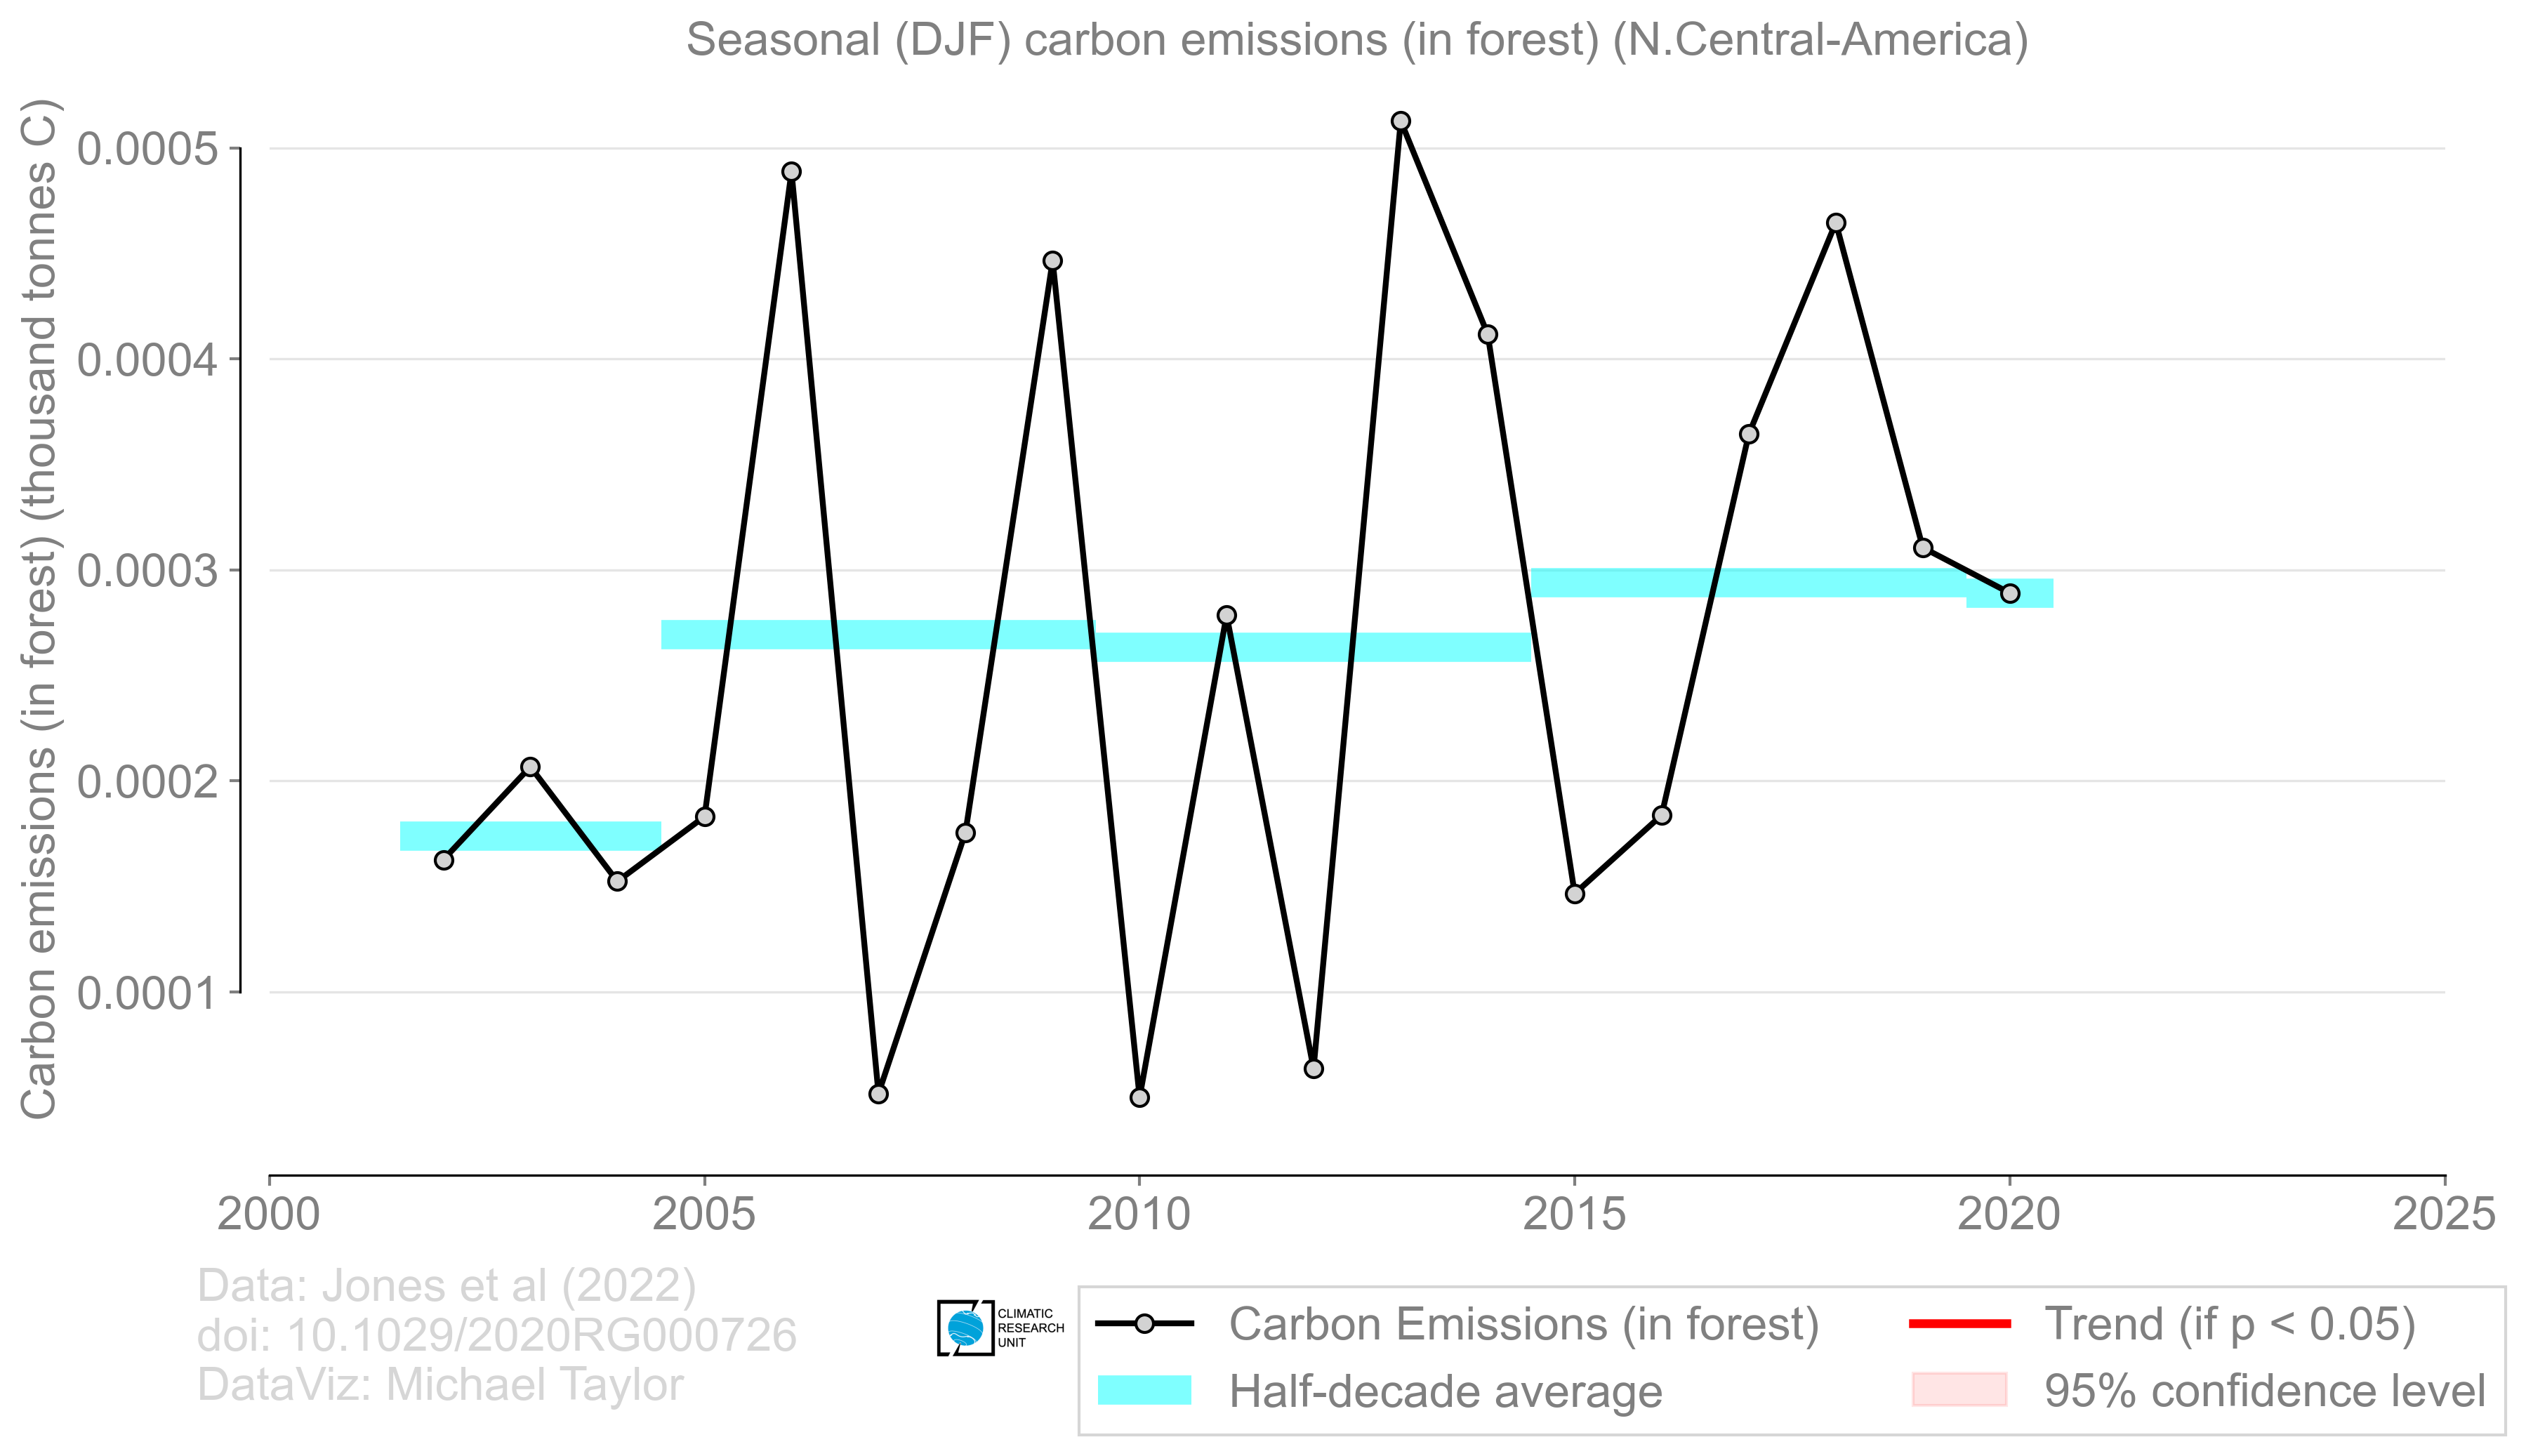 Seasonal (DJF) carbon emissions (in forest) (N.Central-America)
Carbon emissions (in forest) (thousand tonnes C)
0.0005
0.0004
0.0003
0.0002
0.0001
2000 2005 2010 2015 2020 2025
Data: Jones et al (2022)
doi: 10.1029/2020RG000726
DataViz: Michael Taylor
CLIMATIC
RESEARCH
UNIT
Carbon Emissions (in forest)
Half-decade average
Trend (if p < 0.05)
95% confidence level